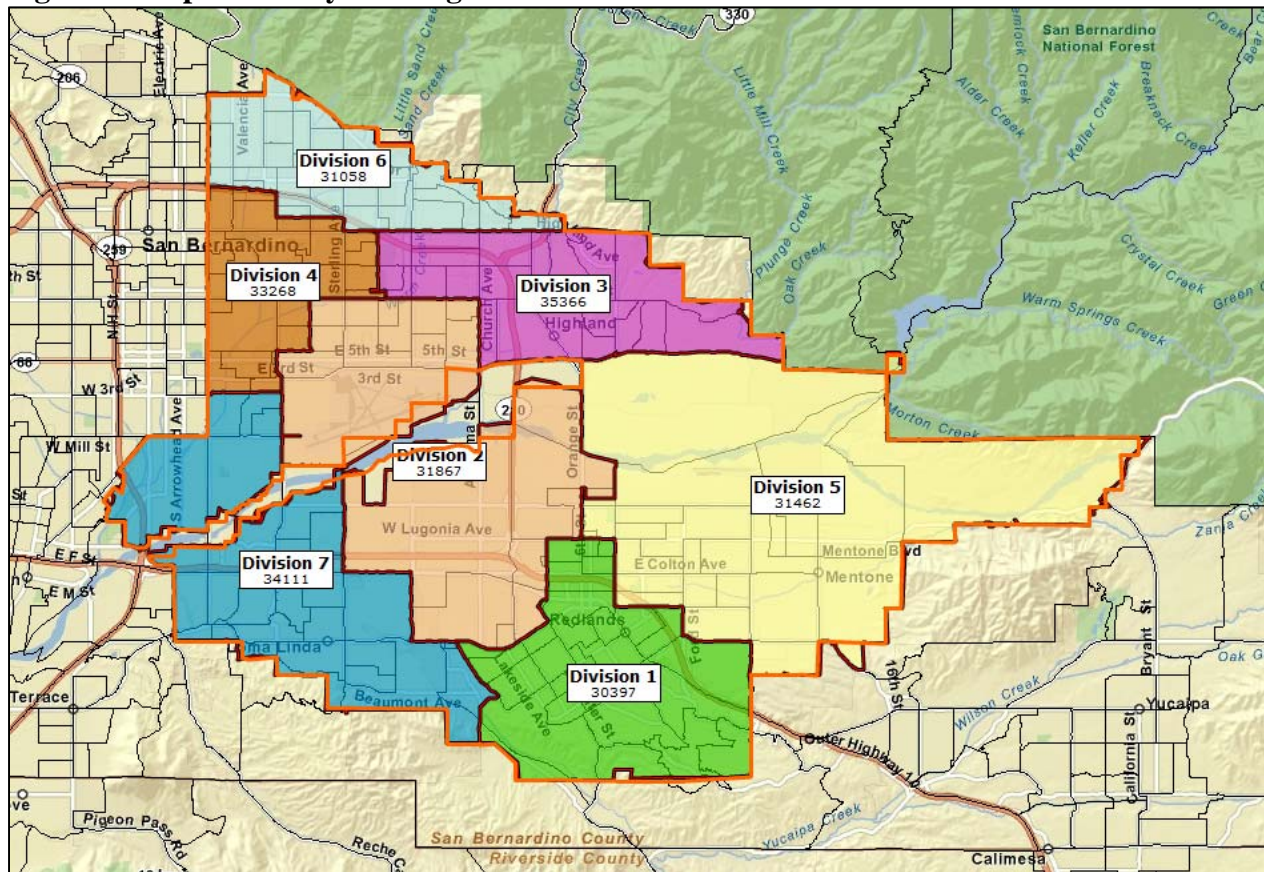 330
San Bernardino
National Forest
Electric Ave
206
Valencia Ave
Little Sand Creek
Sand Creek
City Creek
Little Mill Creek
Alder Creek
Keller Creek
Breakneck Creek
Division 6
31058
259
San Bernardino
Sterling Ave
Division 4
33268
Church Ave
Division 3
35366
Highland
Plunge Creek
Oak Creek
Crystal Creek
Warm Springs Creek
N H St
E 5th St
5th St
3rd St
66
W 3rd St
W Mill St
S Arrowhead Ave
Orange St
Morton Creek
Division 2
31867
Division 5
31462
W Lugonia Ave
E F St
E M St
Division 7
34111
E Colton Ave
Mentone Blvd
Mentone
Redlands
Ford St
Loma Linda
Division 1
30397
Lakeside Ave
Beaumont Ave
Terrace
16th St
Bryant St
Wilson Creek
Yucaipa
California St
Outer Highway 10
Yucaipa Creek
Pigeon Pass Rd
San Bernardino County
Riverside County
Calimesa